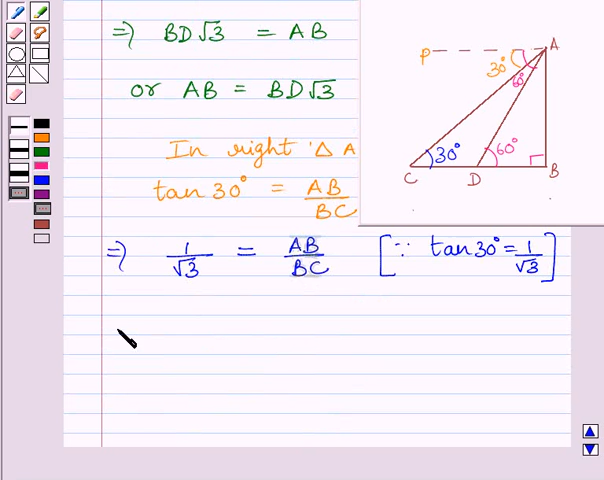 ⇒ BD√3 = AB
or AB = BD√3
In right Δ A
tan 30° = AB/BC
⇒ 1/√3 = AB/BC [∵ tan 30° = 1/√3]
P A
30°
60°
30° 60°
C D B